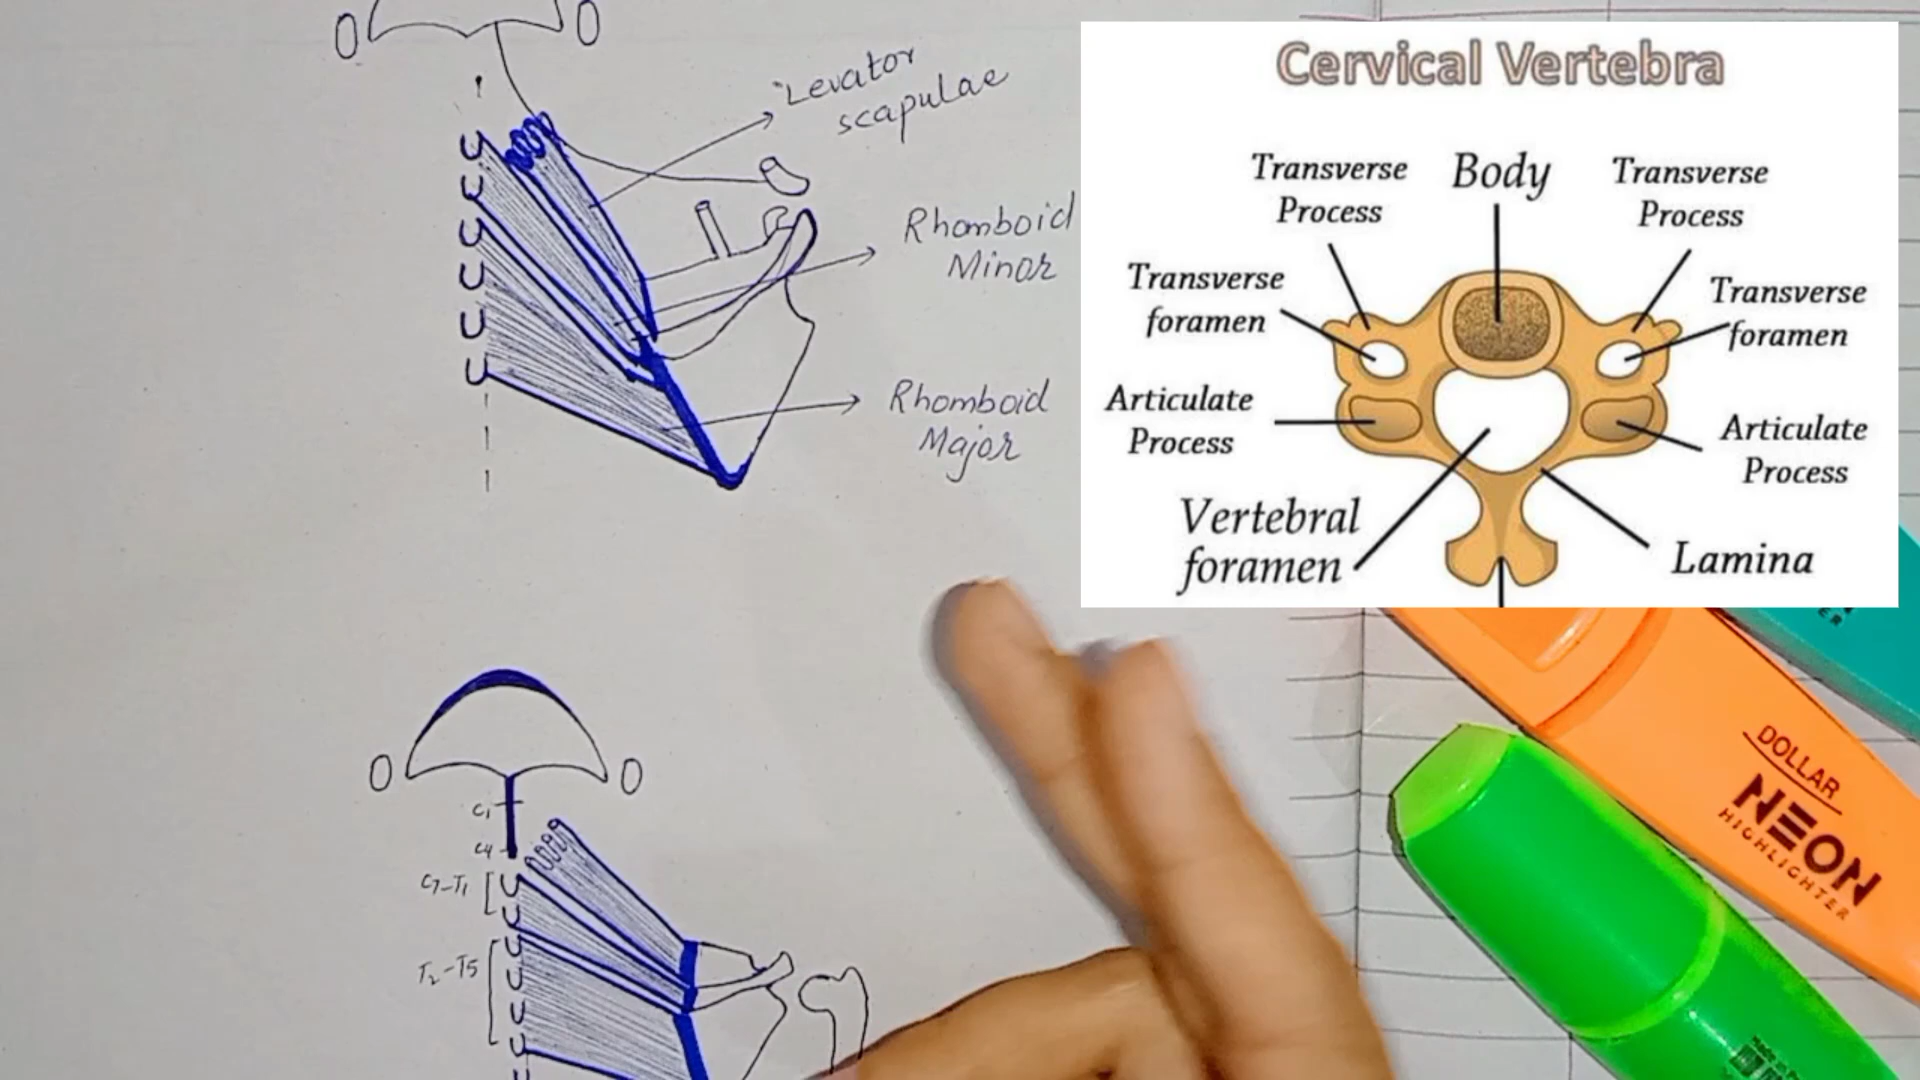 Levator
scapulae
Rhomboid
Minor
Rhomboid
Major
C1
C4
C7-T1
T2-T5
Cervical Vertebra
Transverse
Process
Body
Transverse
Process
Transverse
foramen
Transverse
foramen
Articulate
Process
Articulate
Process
Vertebral
foramen
Lamina
DOLLAR
NEON
HIGHLIGHTER